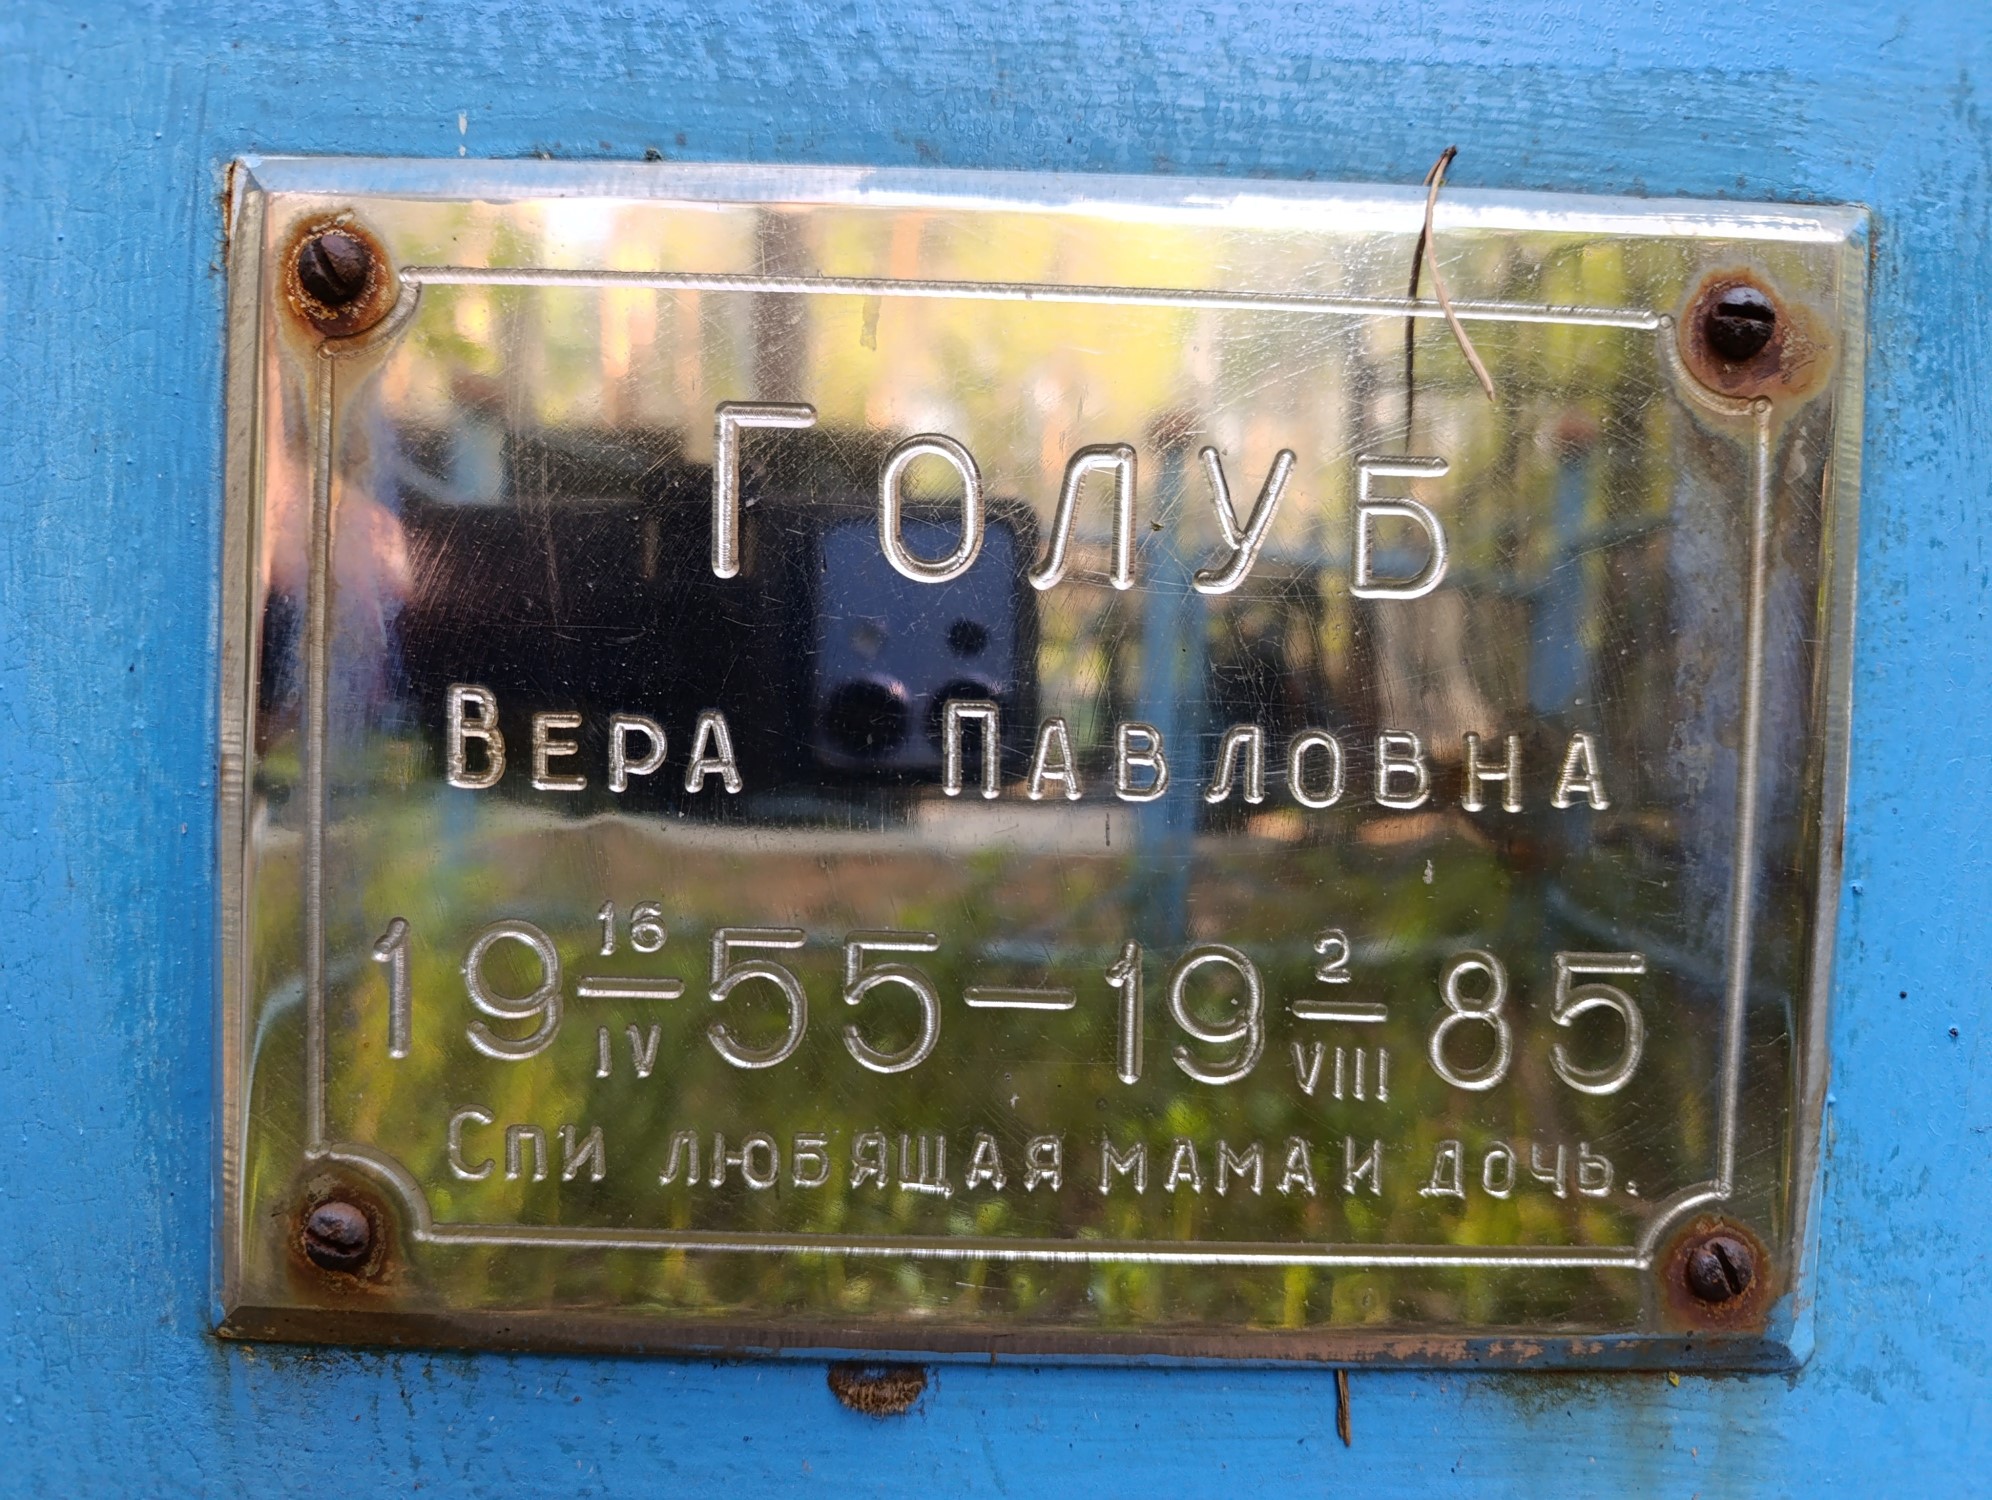 Голуб
Вера Павловна
19 16/IV 55 — 19 2/VIII 85
Спи любящая мама и дочь.